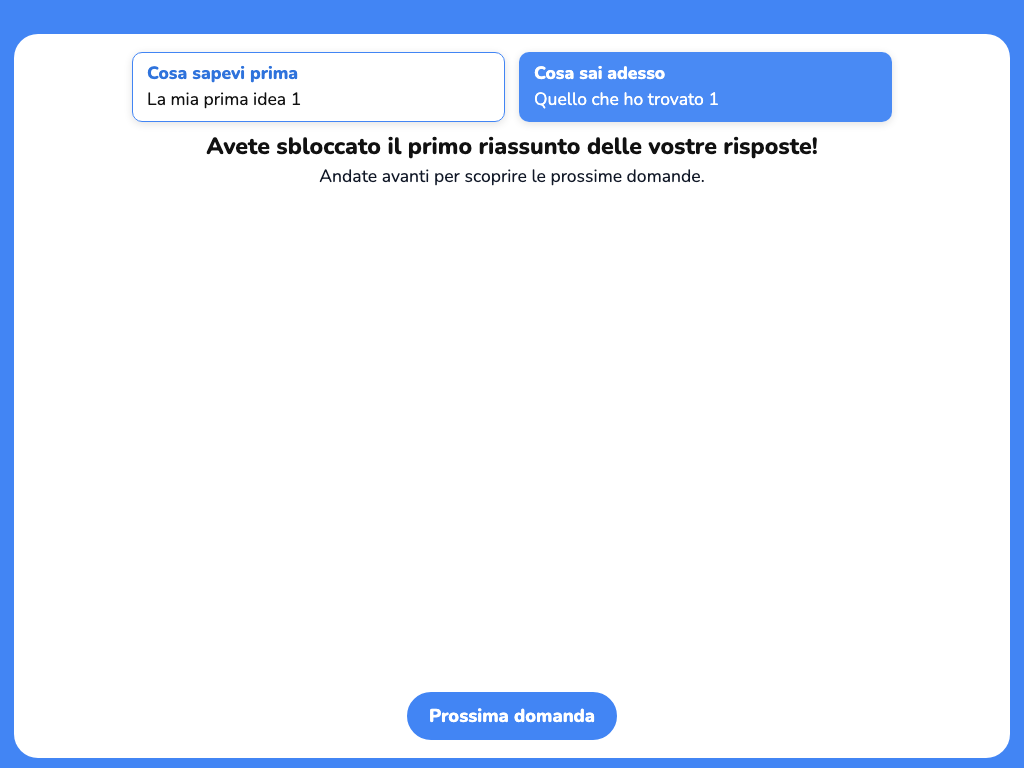 Cosa sapevi prima
La mia prima idea 1
Cosa sai adesso
Quello che ho trovato 1
Avete sbloccato il primo riassunto delle vostre risposte!
Andate avanti per scoprire le prossime domande.
Prossima domanda